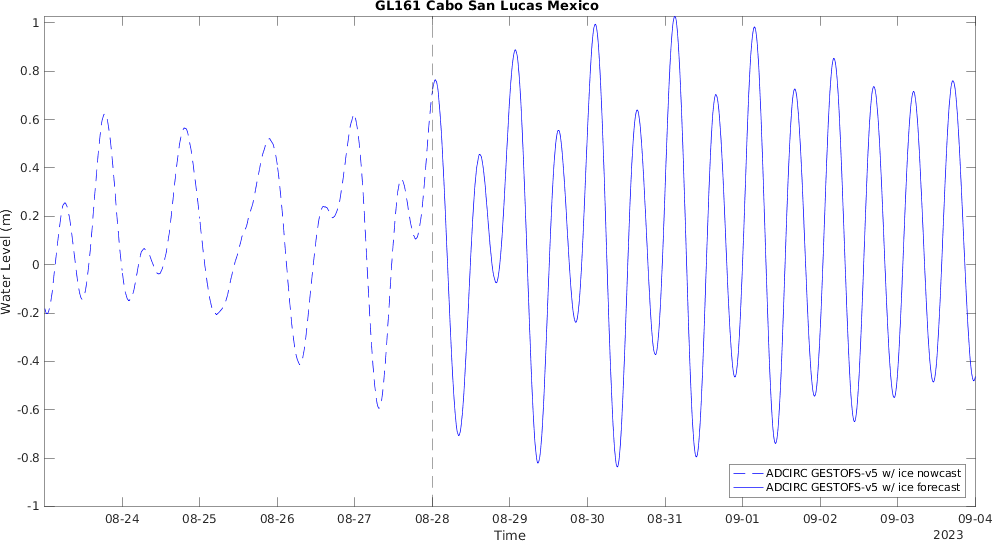 GL161 Cabo San Lucas Mexico
Water Level (m)
1
0.8
0.6
0.4
0.2
0
-0.2
-0.4
-0.6
-0.8
-1
ADCIRC GESTOFS-v5 w/ ice nowcast
ADCIRC GESTOFS-v5 w/ ice forecast
08-24 08-25 08-26 08-27 08-28 08-29 08-30 08-31 09-01 09-02 09-03 09-04
Time
2023